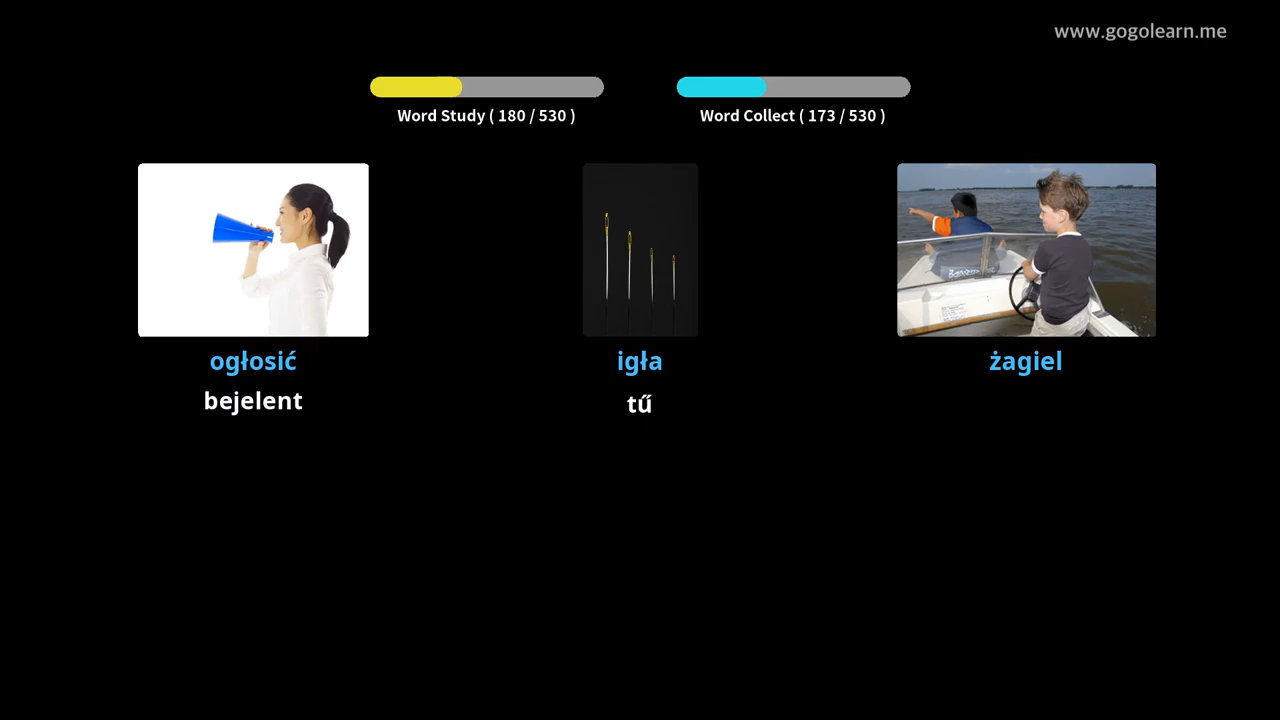 www.gogolearn.me
Word Study ( 180 / 530 )
Word Collect ( 173 / 530 )
ogłosić
igła
żagiel
bejelent
tű